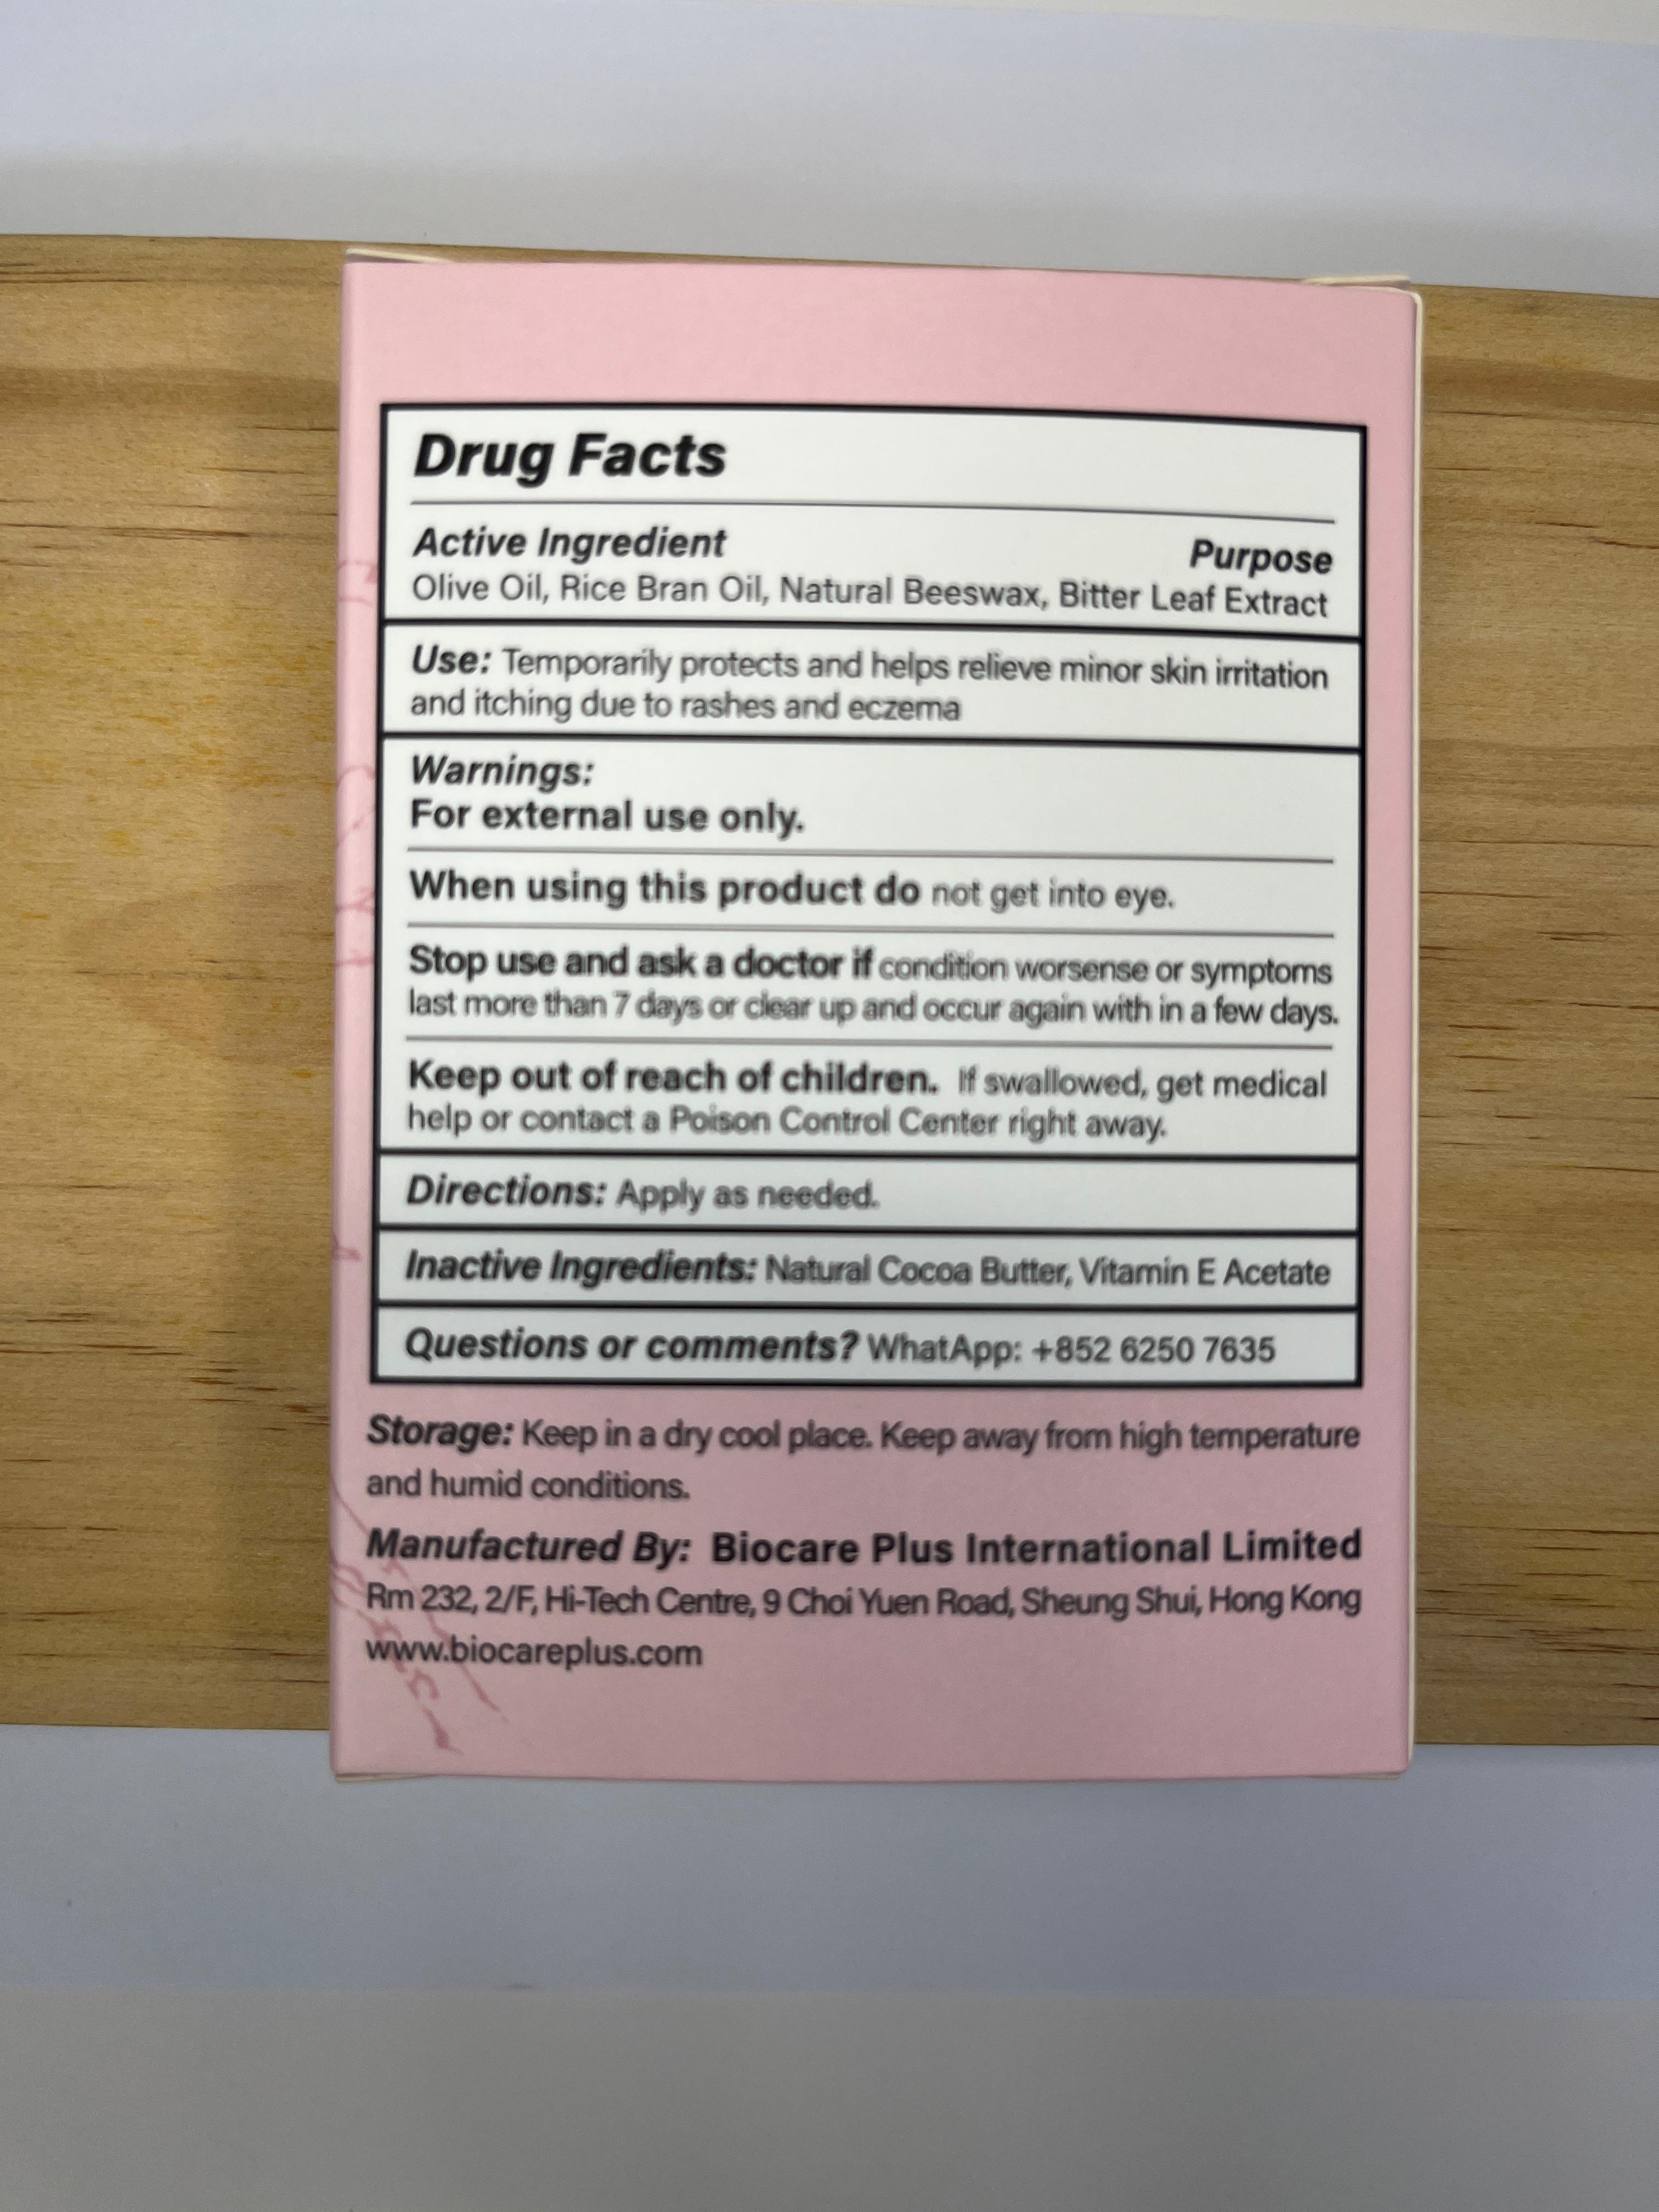 Drug Facts
Active Ingredient Purpose
Olive Oil, Rice Bran Oil, Natural Beeswax, Bitter Leaf Extract
Use: Temporarily protects and helps relieve minor skin irritation
and itching due to rashes and eczema
Warnings:
For external use only.
When using this product do not get into eye.
Stop use and ask a doctor if condition worsense or symptoms
last more than 7 days or clear up and occur again with in a few days.
Keep out of reach of children. If swallowed, get medical
help or contact a Poison Control Center right away.
Directions: Apply as needed.
Inactive Ingredients: Natural Cocoa Butter, Vitamin E Acetate
Questions or comments? WhatApp: +852 6250 7635
Storage: Keep in a dry cool place. Keep away from high temperature
and humid conditions.
Manufactured By: Biocare Plus International Limited
Rm 232, 2/F, Hi-Tech Centre, 9 Choi Yuen Road, Sheung Shui, Hong Kong
www.biocareplus.com